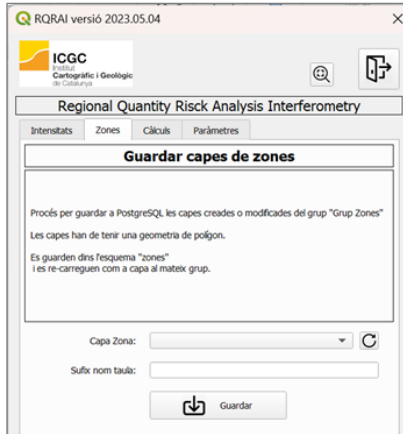 RQRAI versió 2023.05.04
ICGC
Institut
Cartogràfic i Geològic
de Catalunya
Regional Quantity Risck Analysis Interferometry
Intensitats Zones Càlculs Paràmetres
Guardar capes de zones
Procés per guardar a PostgreSQL les capes creades o modificades del grup "Grup Zones"
Les capes han de tenir una geometria de polígon.
Es guarden dins l'esquema "zones"
i es re-carreguen com a capa al mateix grup.
Capa Zona:
Sufix nom taula:
Guardar